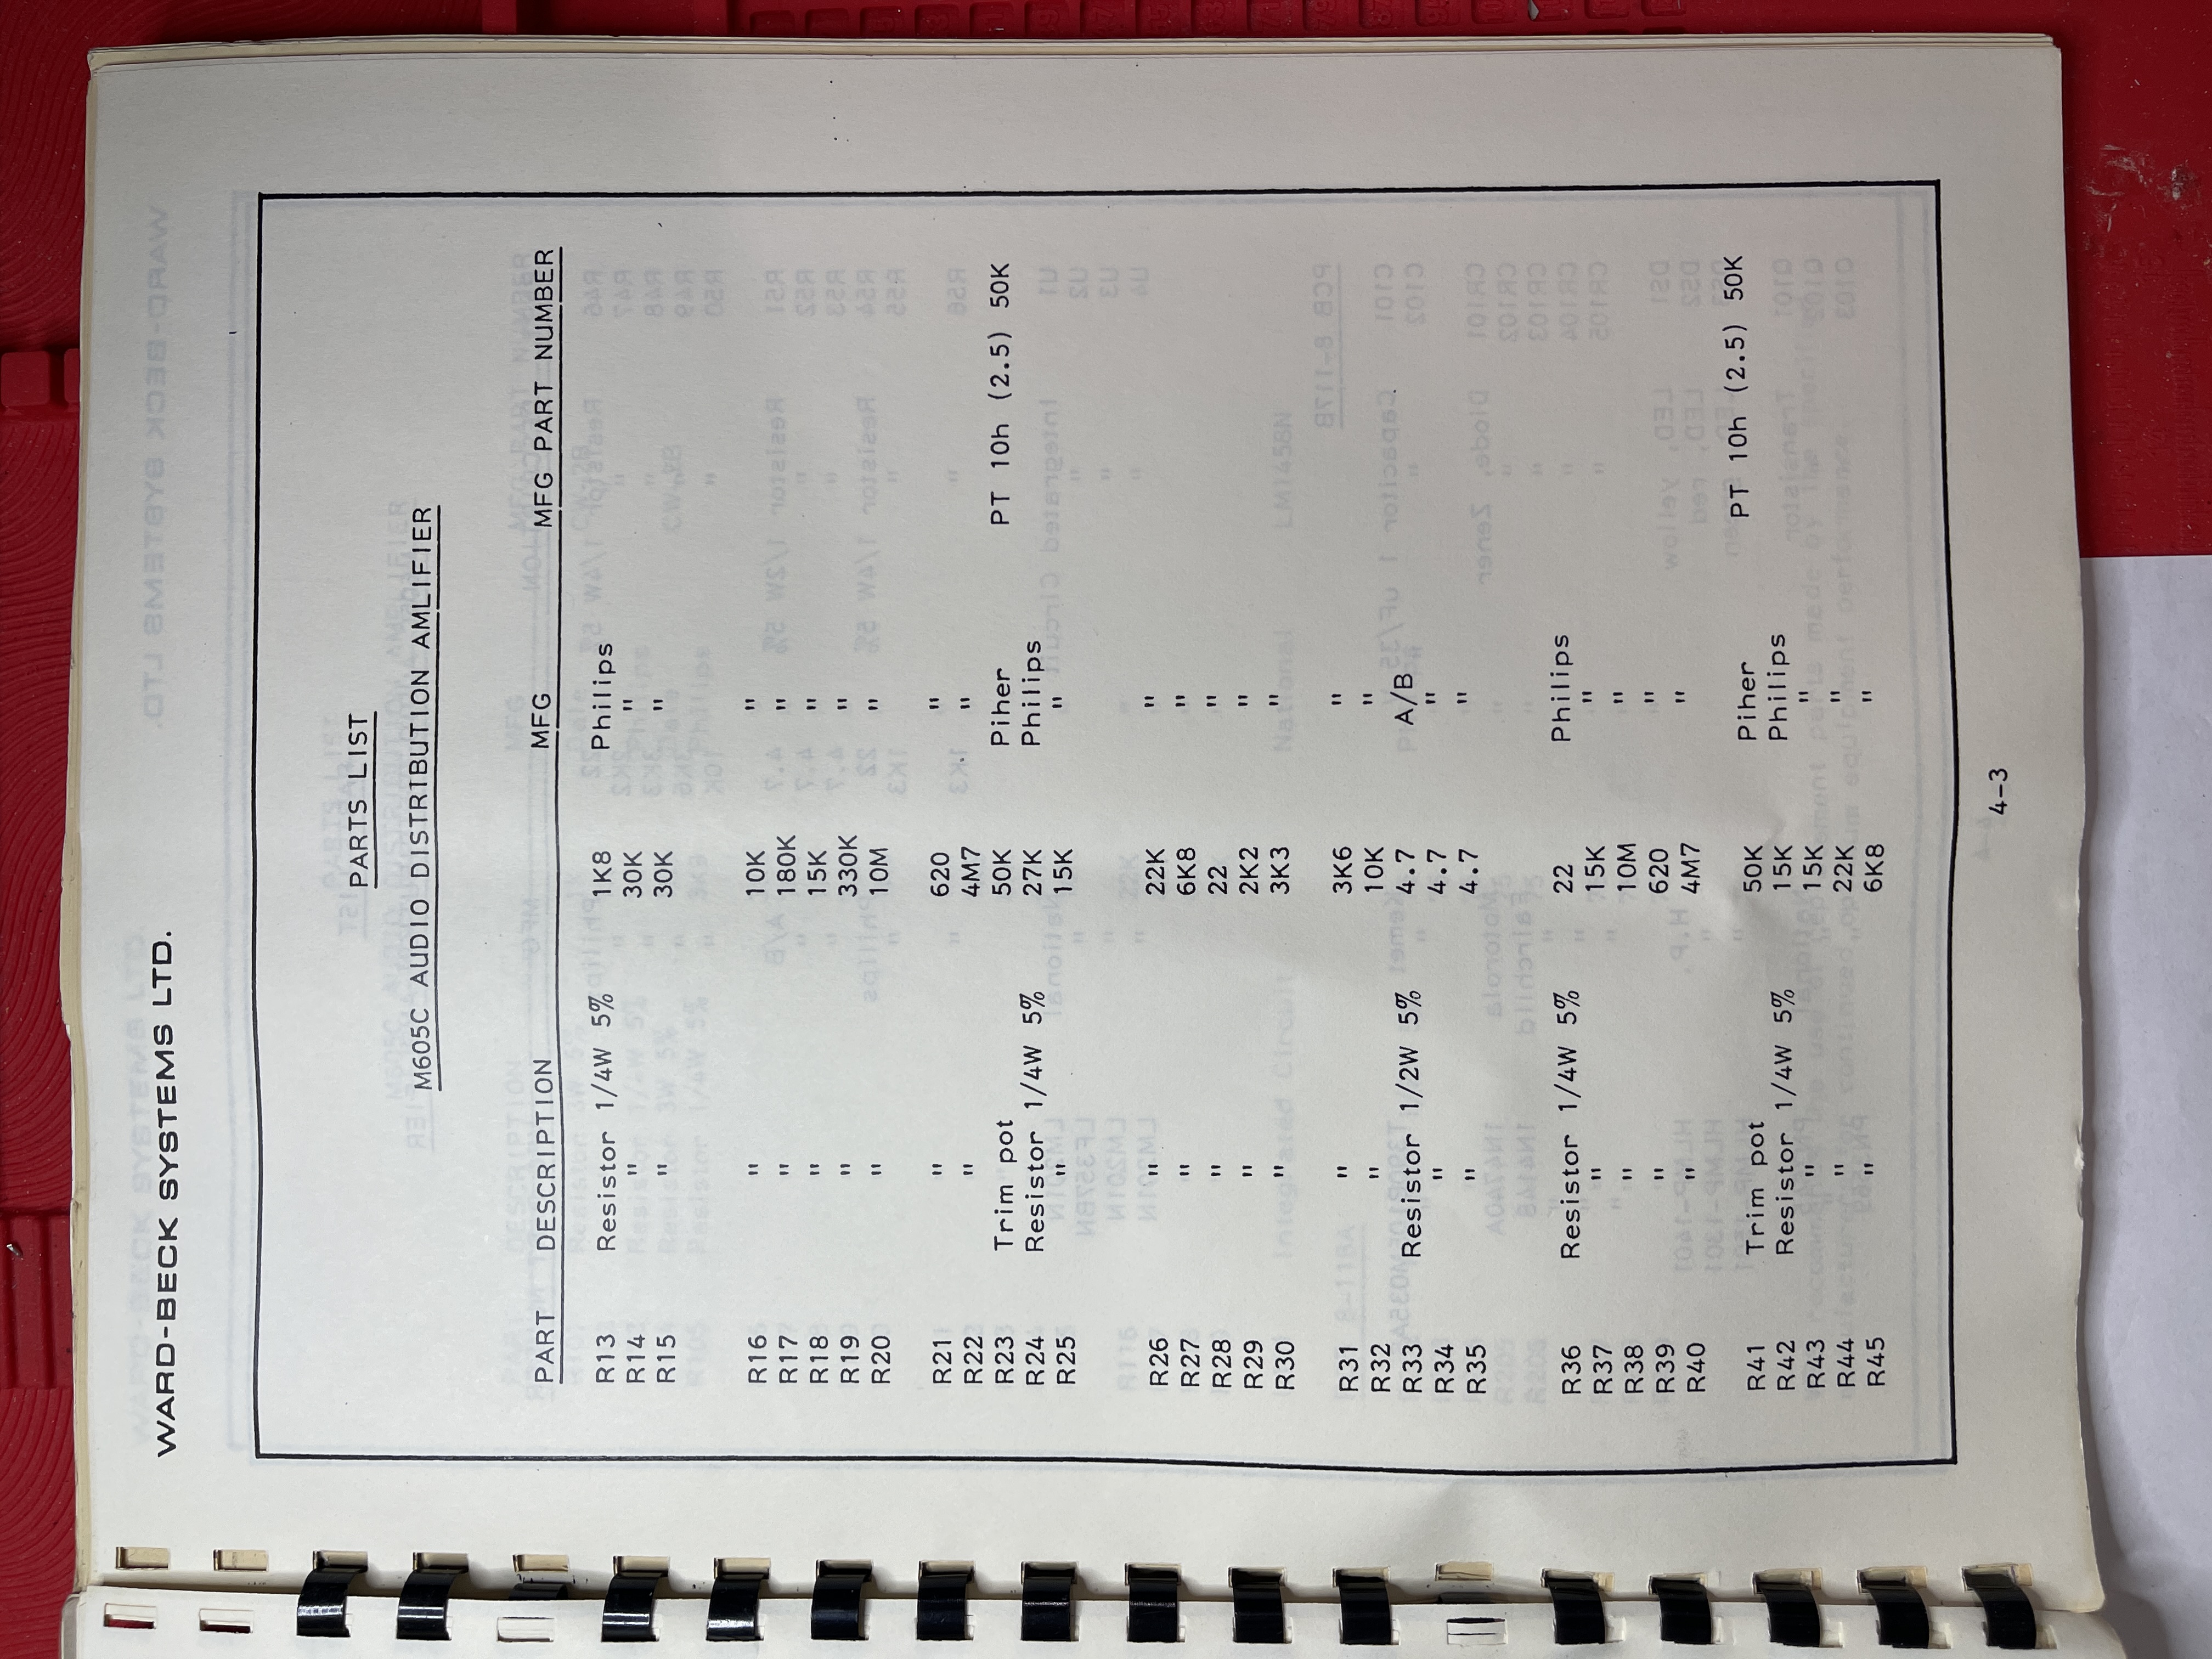 WARD-BECK SYSTEMS LTD.
PARTS LIST
M605C AUDIO DISTRIBUTION AMLIFIER
PART DESCRIPTION MFG MFG PART NUMBER
R13 Resistor 1/4W 5% 1K8 Philips
R14 " 30K "
R15 " 30K "
R16 " 10K "
R17 " 180K "
R18 " 15K "
R19 " 330K "
R20 " 10M "
R21 " 620 "
R22 " 4M7 "
R23 Trim pot 50K Piher PT 10h (2.5) 50K
R24 Resistor 1/4W 5% 27K Philips
R25 " 15K "
R26 " 22K "
R27 " 6K8 "
R28 " 22 "
R29 " 2K2 "
R30 " 3K3 "
R31 " 3K6 "
R32 " 10K "
R33 Resistor 1/2W 5% 4.7 A/B
R34 " 4.7 "
R35 " 4.7 "
R36 Resistor 1/4W 5% 22 Philips
R37 " 15K "
R38 " 10M "
R39 " 620 "
R40 " 4M7 "
R41 Trim pot 50K Piher PT 10h (2.5) 50K
R42 Resistor 1/4W 5% 15K Philips
R43 " 15K "
R44 " 22K "
R45 " 6K8 "
4-3